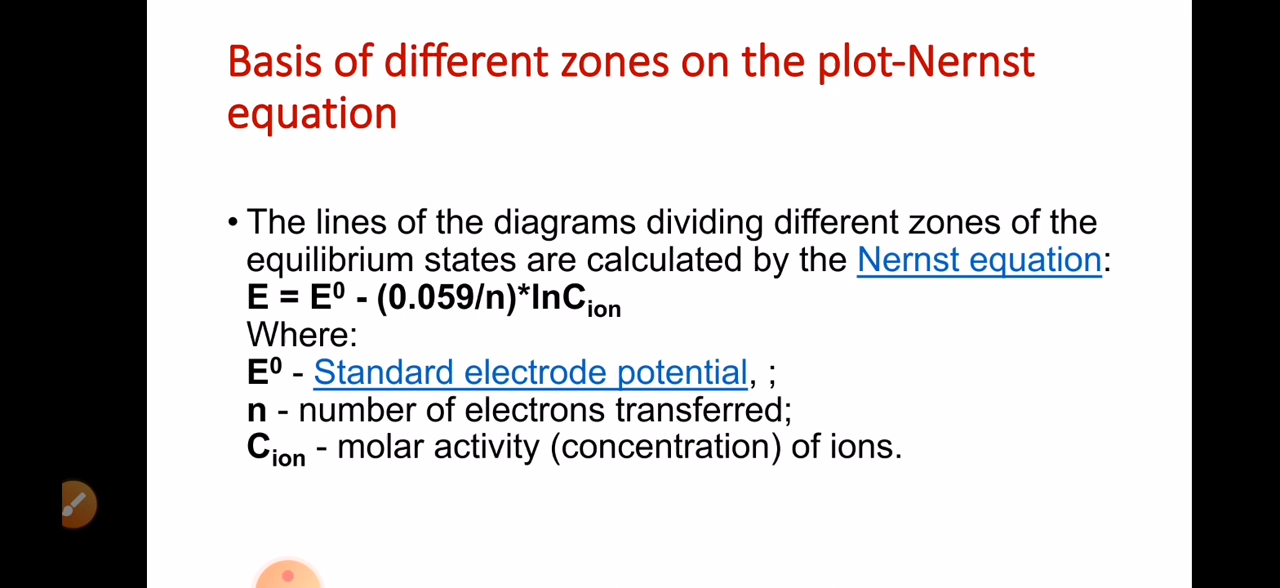 Basis of different zones on the plot-Nernst
equation
• The lines of the diagrams dividing different zones of the
equilibrium states are calculated by the Nernst equation:
E = E⁰ - (0.059/n)*lnCion
Where:
E⁰ - Standard electrode potential, ;
n - number of electrons transferred;
Cion - molar activity (concentration) of ions.